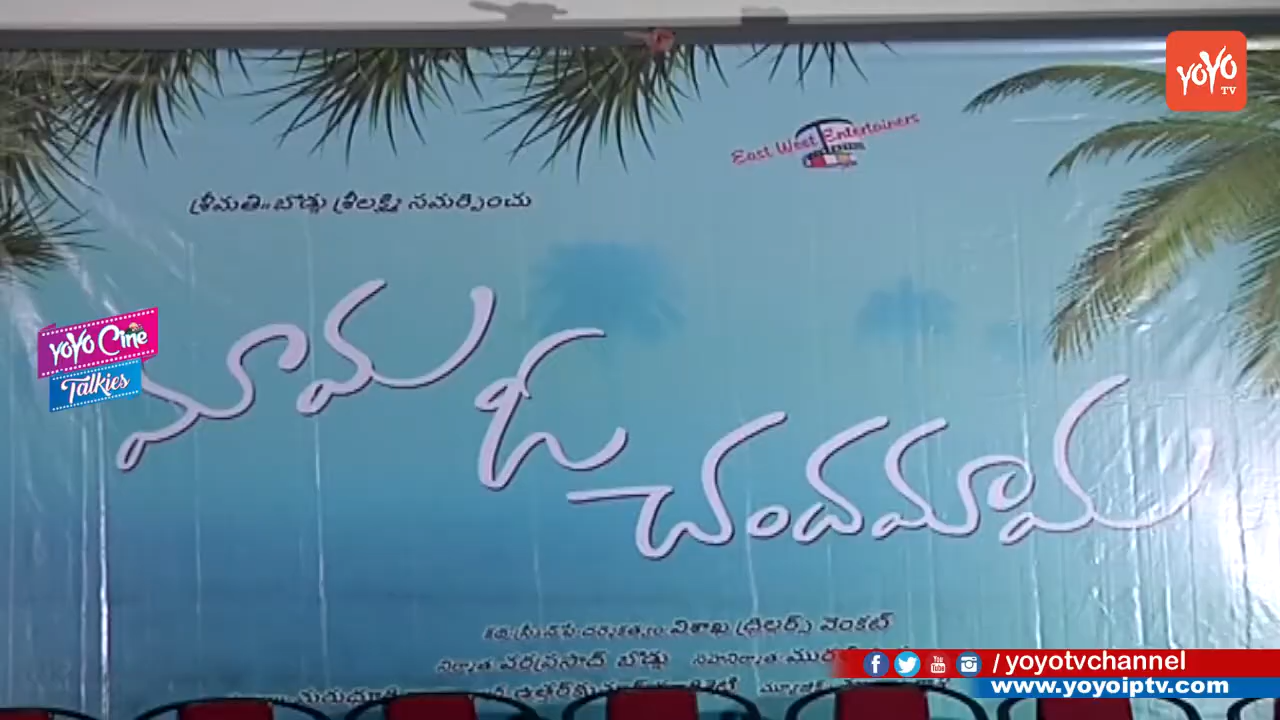 YOYO
TV
East West Entertainers
శ్రీమతి బొడ్డు శ్రీలక్ష్మి సమర్పించు
మామ ఓ చందమామ
YOYO Cine
Talkies
విశాఖ థ్రిల్లర్స్ వెంకట్
నిర్మాత వరప్రసాద్ బొడ్డు
/ yoyotvchannel
www.yoyoiptv.com